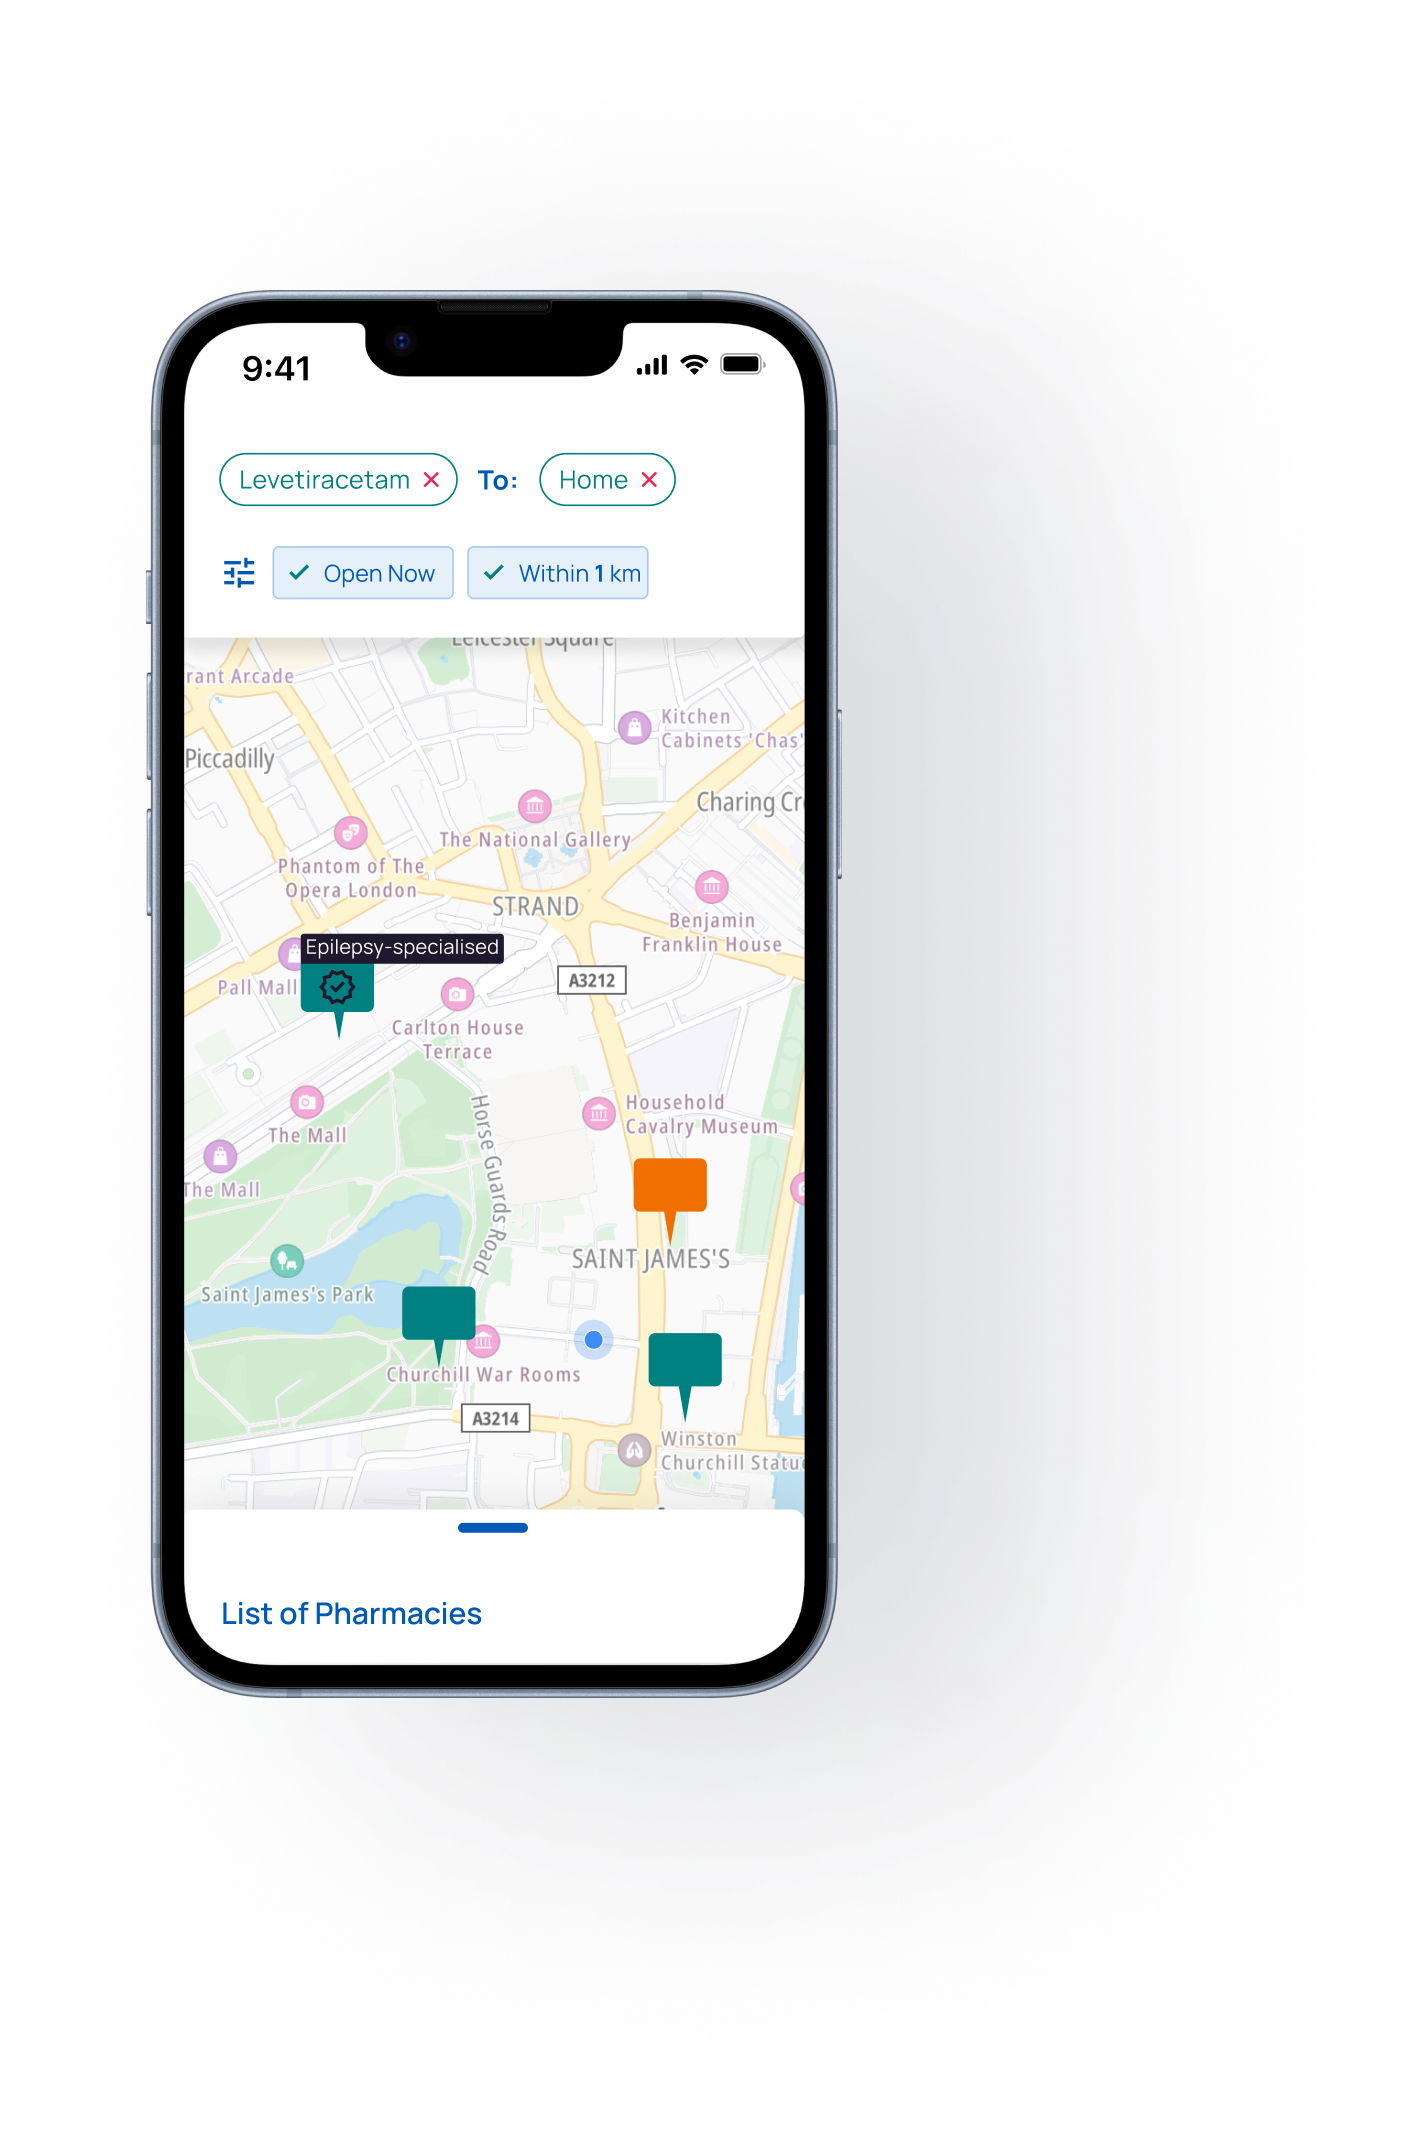 9:41
Levetiracetam
To:
Home
Open Now
Within 1 km
Leicester Square
rant Arcade
Kitchen
Cabinets 'Chas'
Piccadilly
Charing Cr
The National Gallery
Phantom of The
Opera London
STRAND
Benjamin
Franklin House
Epilepsy-specialised
A3212
Pall Mall
Carlton House
Terrace
Horse Guards Road
Household
Cavalry Museum
The Mall
The Mall
SAINT JAMES'S
Saint James's Park
Churchill War Rooms
A3214
Winston
Churchill Statue
List of Pharmacies